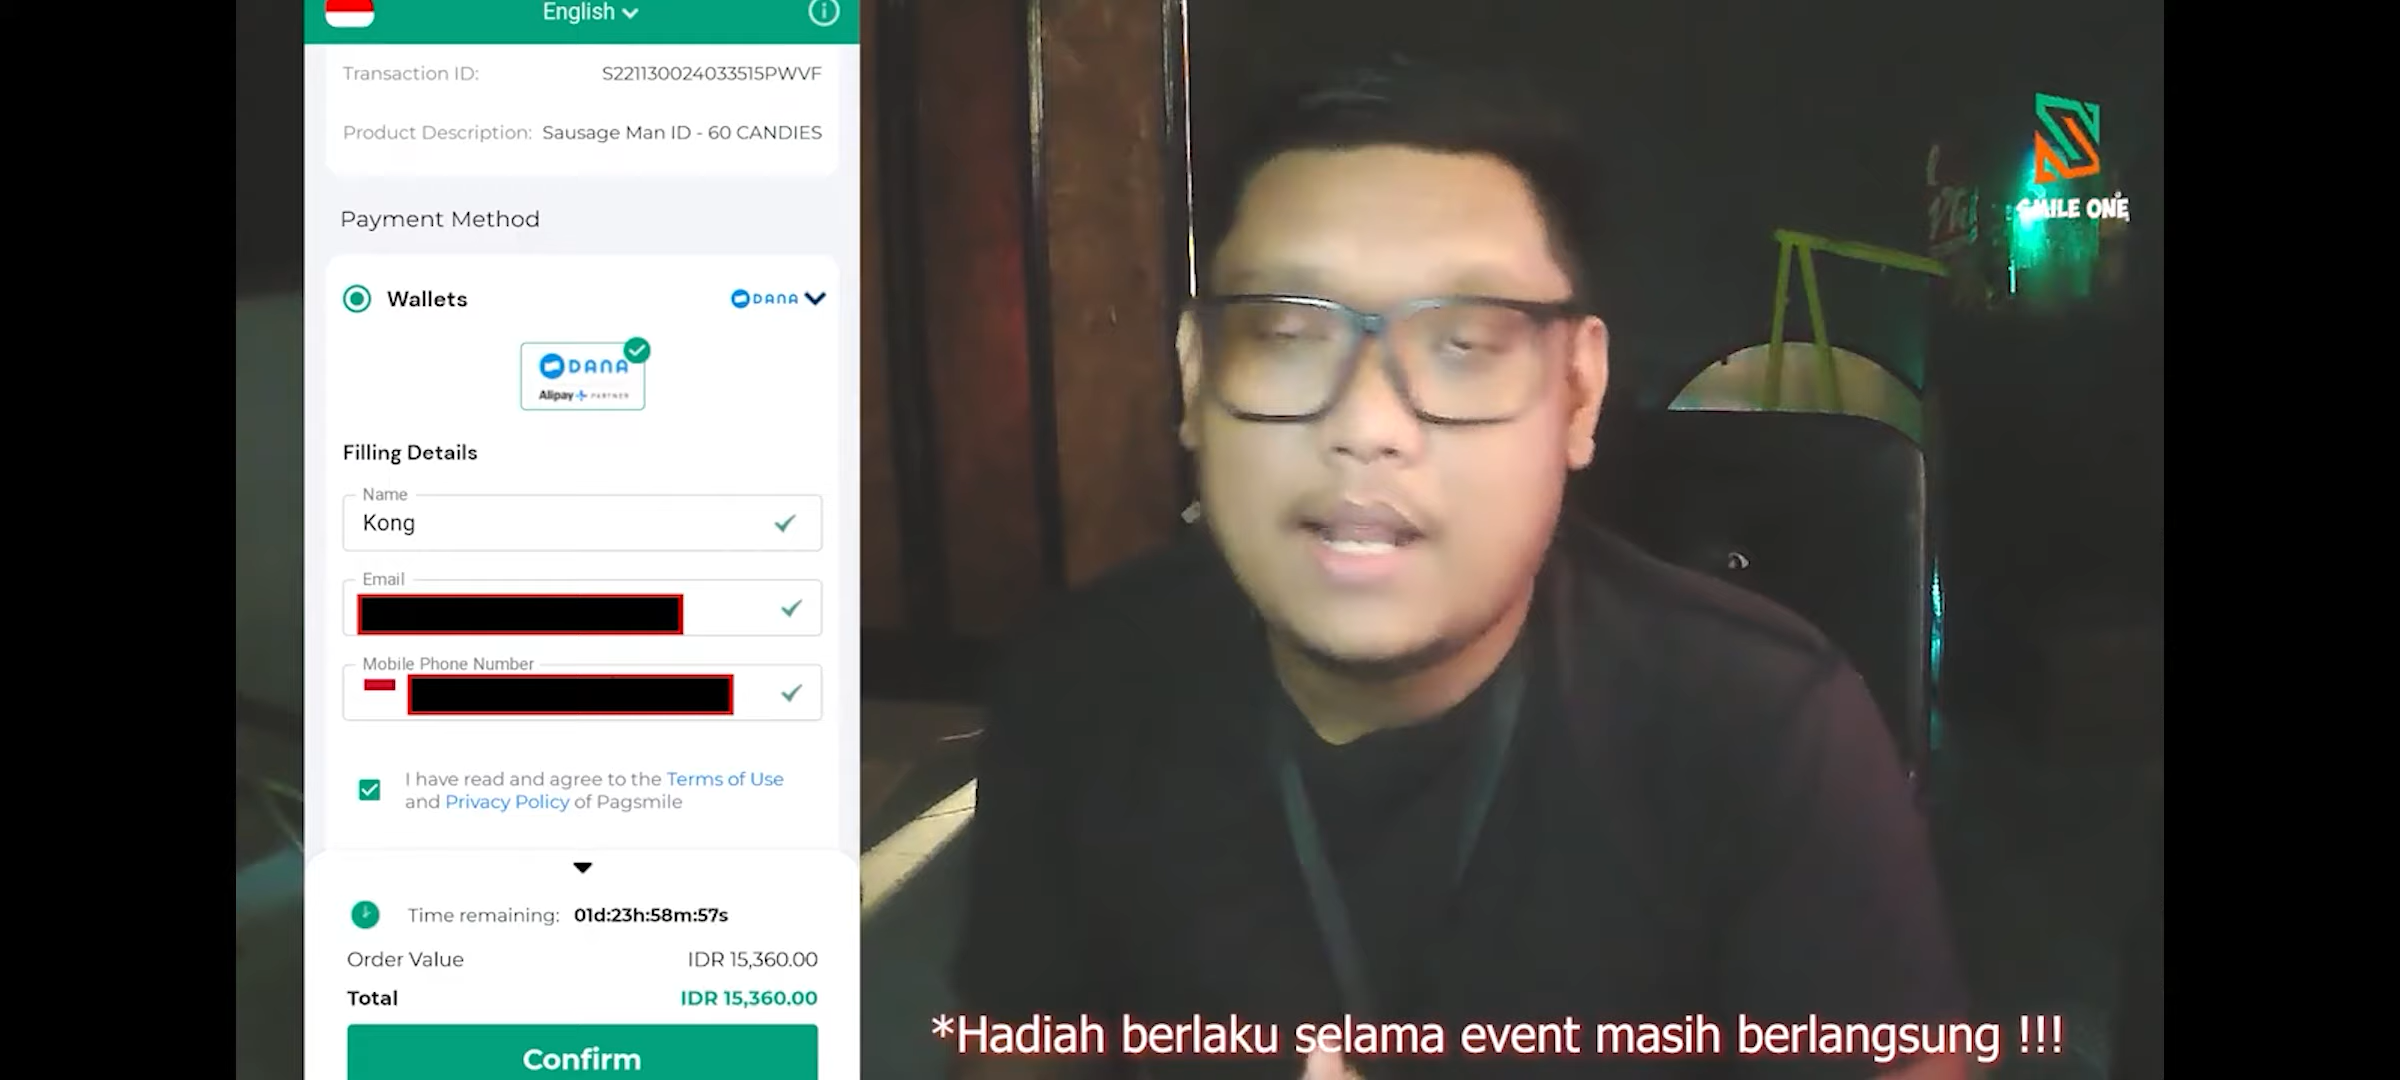 English
Transaction ID: S221130024033515PWVF
Product Description: Sausage Man ID - 60 CANDIES
Payment Method
Wallets DANA
DANA
Alipay+ PARTNER
Filling Details
Name
Kong
Email
Mobile Phone Number
I have read and agree to the Terms of Use
and Privacy Policy of Pagsmile
Time remaining: 01d:23h:58m:57s
Order Value IDR 15,360.00
Total IDR 15,360.00
Confirm
SMILE ONE
*Hadiah berlaku selama event masih berlangsung !!!